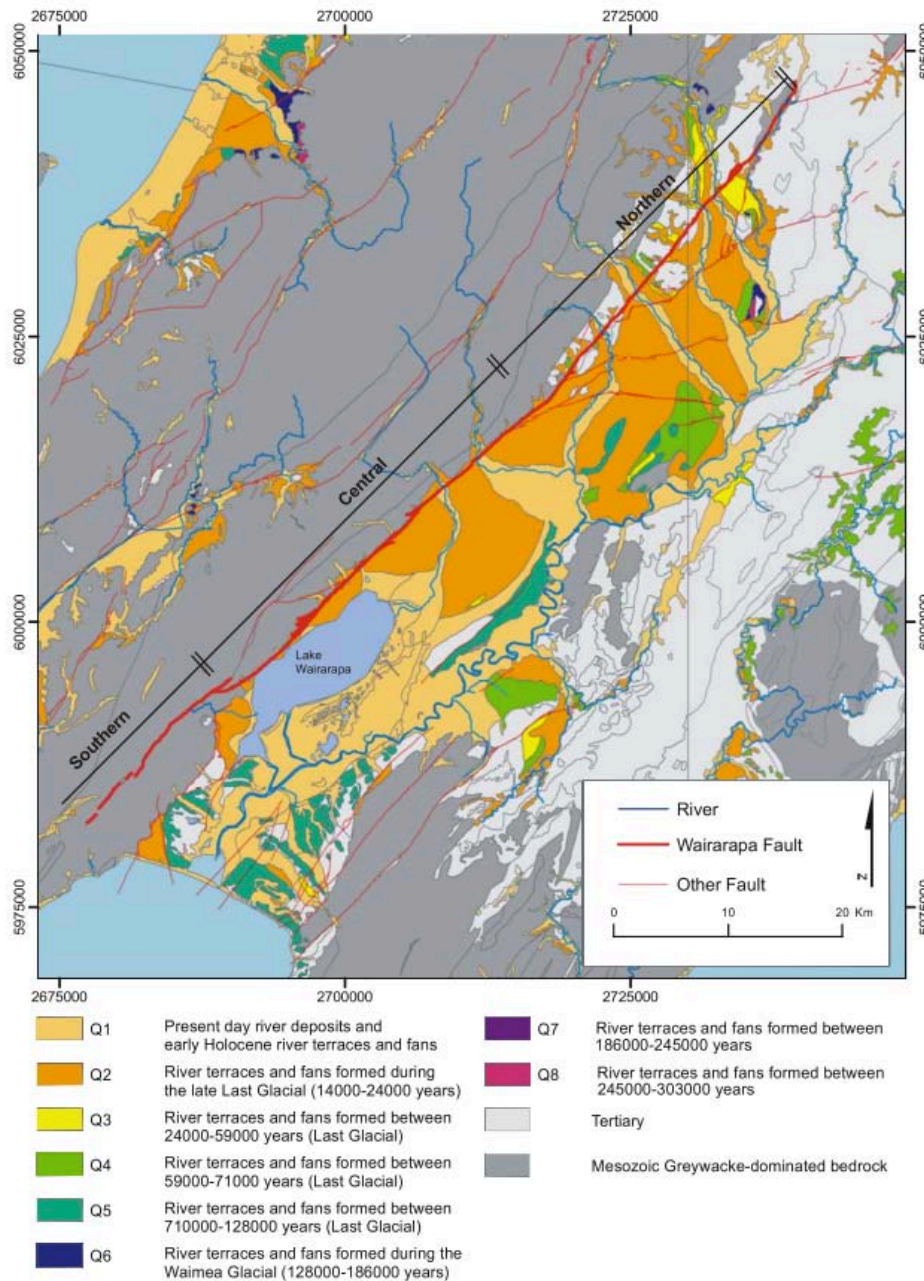 2675000
2700000
2725000
6050000
6050000
Northern
6025000
6025000
Central
6000000
6000000
Lake
Wairarapa
Southern
River
Wairarapa Fault
Other Fault
N
0
10
20 Km
5975000
5975000
2675000
2700000
2725000
Q1
Present day river deposits and
early Holocene river terraces and fans
Q2
River terraces and fans formed during
the late Last Glacial (14000-24000 years)
Q3
River terraces and fans formed between
24000-59000 years (Last Glacial)
Q4
River terraces and fans formed between
59000-71000 years (Last Glacial)
Q5
River terraces and fans formed between
710000-128000 years (Last Glacial)
Q6
River terraces and fans formed during the
Waimea Glacial (128000-186000 years)
Q7
River terraces and fans formed between
186000-245000 years
Q8
River terraces and fans formed between
245000-303000 years
Tertiary
Mesozoic Greywacke-dominated bedrock